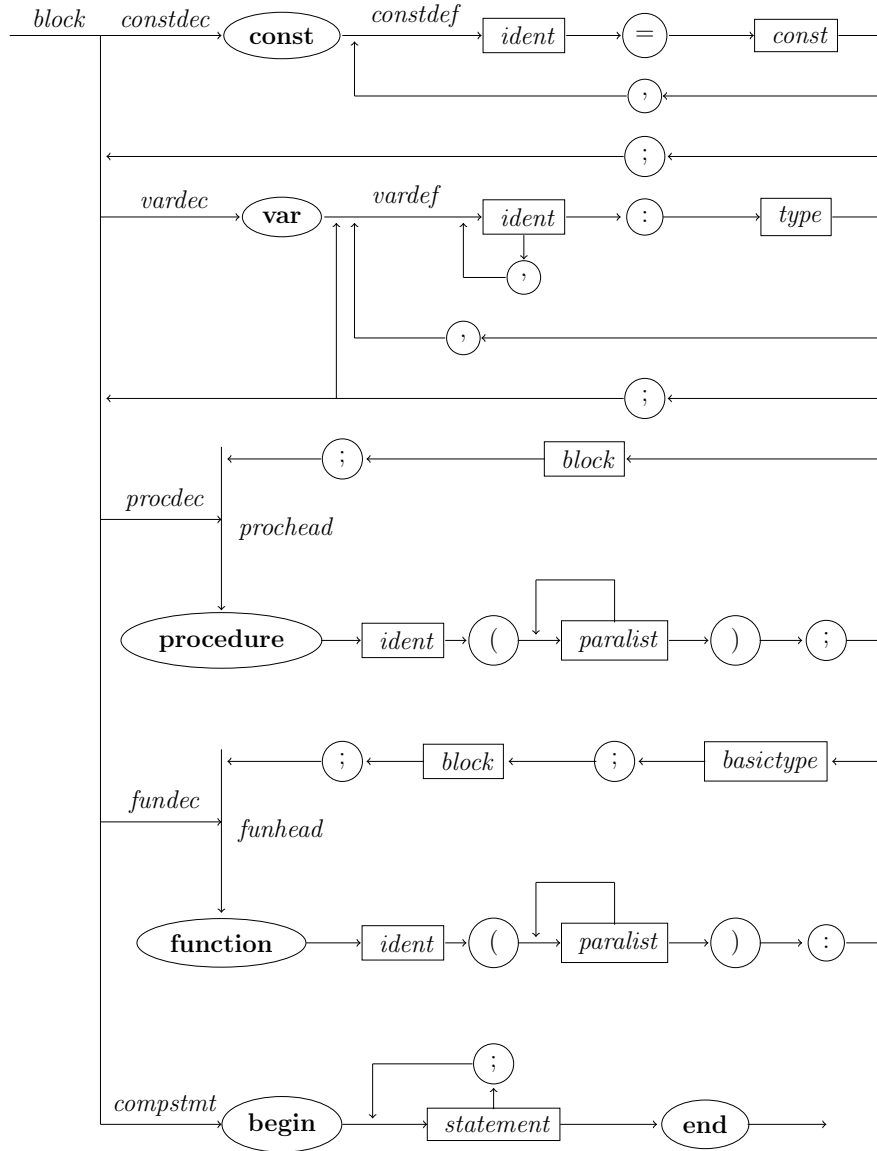 block constdec const constdef ident = const
,
;
vardec var vardef ident : type
,
,
;
; block
procdec
prochead
procedure ident ( paralist ) ;
; block ; basictype
fundec
funhead
function ident ( paralist ) :
;
compstmt begin statement end